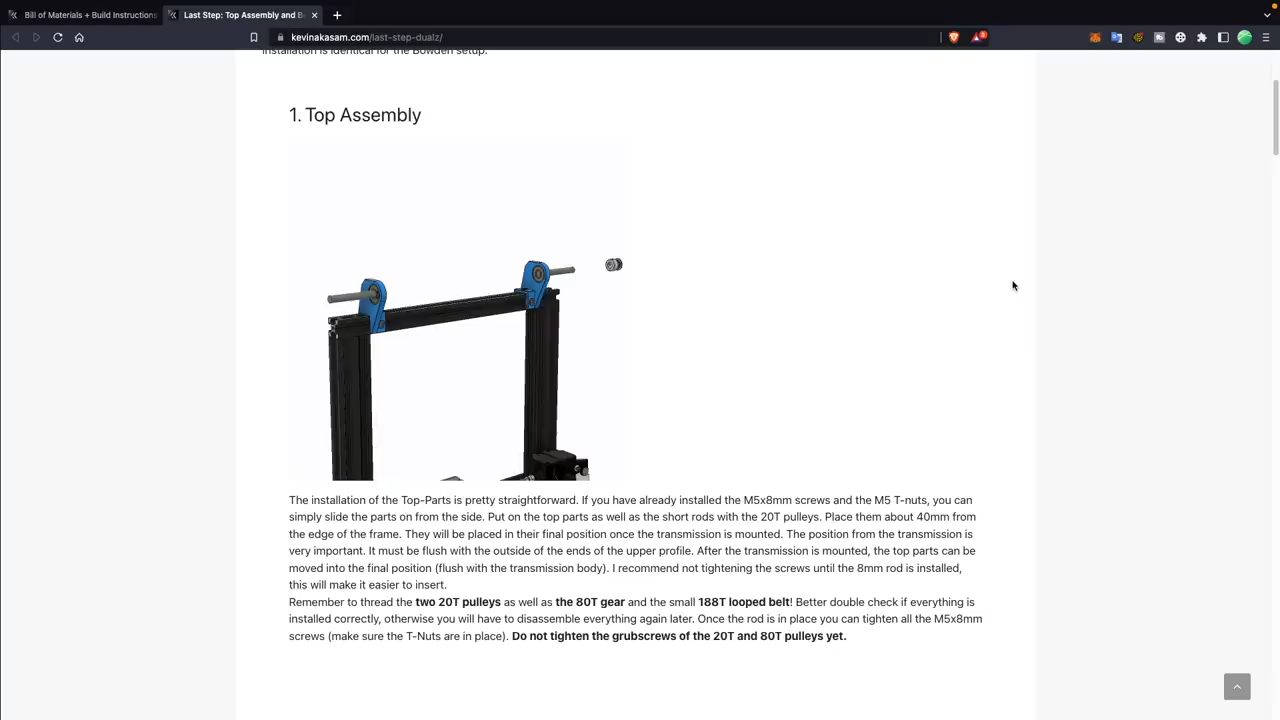 Bill of Materials + Build Instructions
Last Step: Top Assembly and B
kevinakasam.com/last-step-dualz/
installation is identical for the Bowden setup.
1. Top Assembly
The installation of the Top-Parts is pretty straightforward. If you have already installed the M5x8mm screws and the M5 T-nuts, you can
simply slide the parts on from the side. Put on the top parts as well as the short rods with the 20T pulleys. Place them about 40mm from
the edge of the frame. They will be placed in their final position once the transmission is mounted. The position from the transmission is
very important. It must be flush with the outside of the ends of the upper profile. After the transmission is mounted, the top parts can be
moved into the final position (flush with the transmission body). I recommend not tightening the screws until the 8mm rod is installed,
this will make it easier to insert.
Remember to thread the two 20T pulleys as well as the 80T gear and the small 188T looped belt! Better double check if everything is
installed correctly, otherwise you will have to disassemble everything again later. Once the rod is in place you can tighten all the M5x8mm
screws (make sure the T-Nuts are in place). Do not tighten the grubscrews of the 20T and 80T pulleys yet.